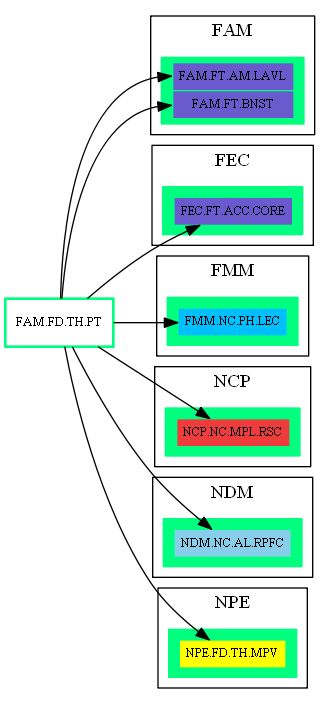 FAM
FAM.FT.AM.LAVL
FAM.FT.BNST
FEC
FEC.FT.ACC.CORE
FMM
FAM.FD.TH.PT
FMM.NC.PH.LEC
NCP
NCP.NC.MPL.RSC
NDM
NDM.NC.AL.RPFC
NPE
NPE.FD.TH.MPV